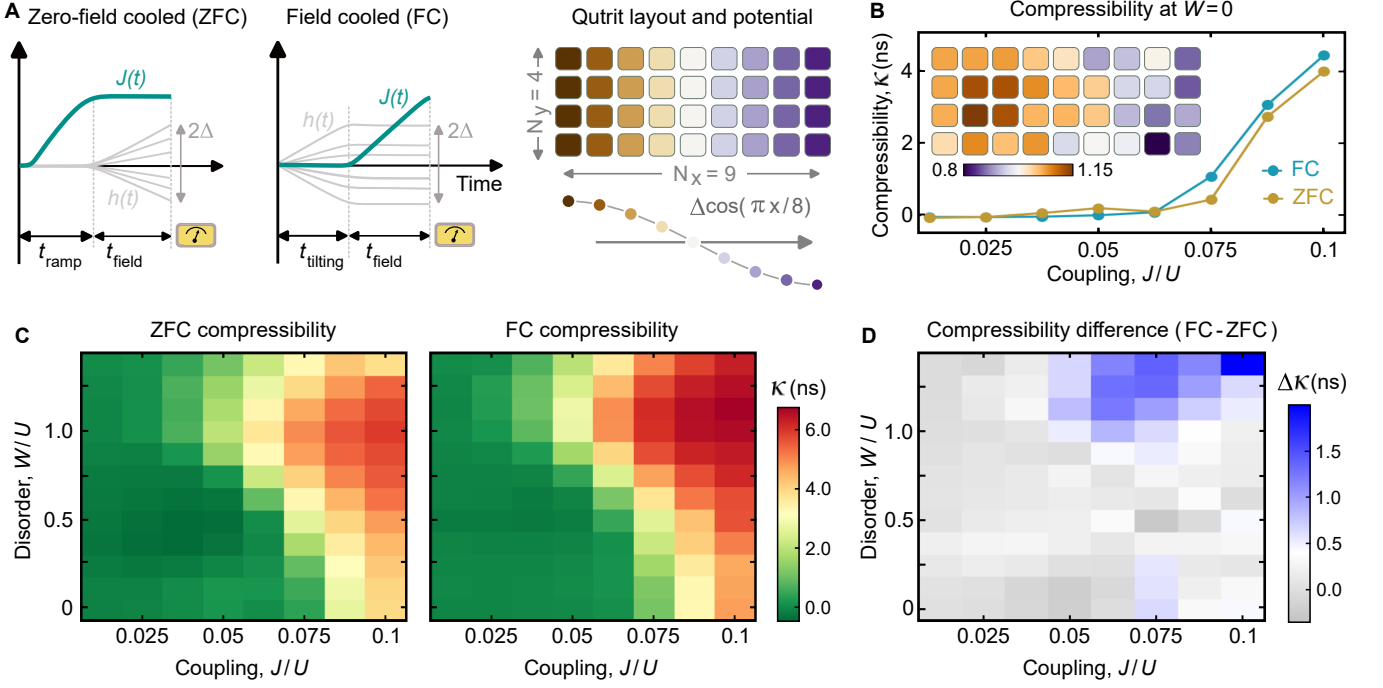 A
Zero-field cooled (ZFC)
J(t)
2Δ
h(t)
t_ramp
t_field
Field cooled (FC)
h(t)
J(t)
2Δ
Time
t_tilting
t_field
Qutrit layout and potential
N_y = 4
N_x = 9
Δcos( π x/8)
B
Compressibility at W = 0
Compressibility, κ (ns)
4
2
0
0.8
1.15
FC
ZFC
0.025
0.05
0.075
0.1
Coupling, J / U
C
ZFC compressibility
Disorder, W / U
1.0
0.5
0
0.025
0.05
0.075
0.1
Coupling, J / U
FC compressibility
0.025
0.05
0.075
0.1
Coupling, J / U
κ (ns)
6.0
4.0
2.0
0.0
D
Compressibility difference (FC - ZFC)
Disorder, W / U
1.0
0.5
0
0.025
0.05
0.075
0.1
Coupling, J / U
Δκ (ns)
1.5
1.0
0.5
0.0